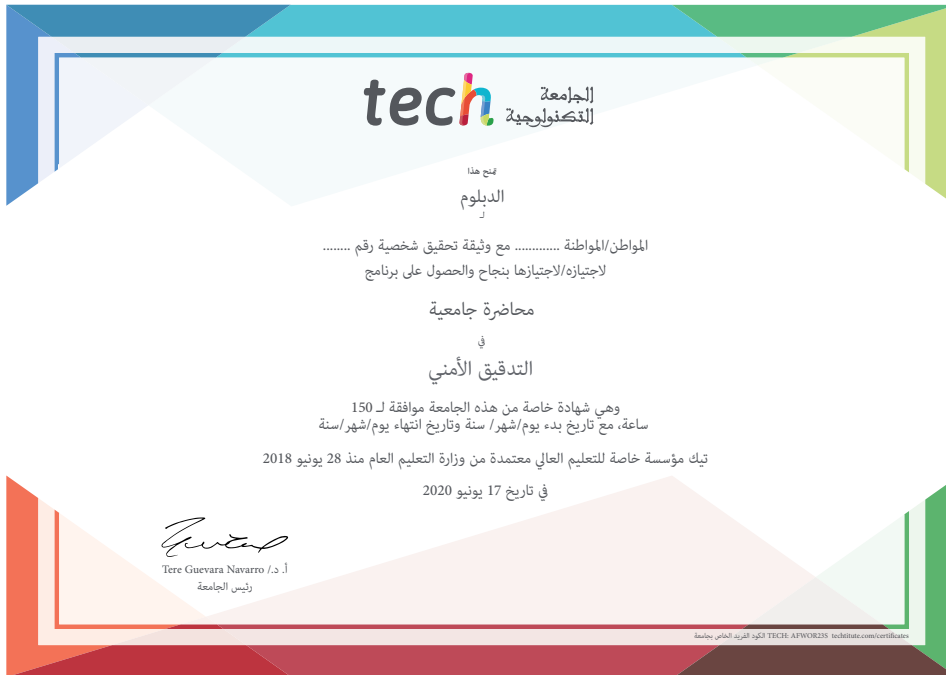 tech الجامعة
التكنولوجية
يمنح هذا
الدبلوم
لـ
المواطن/المواطنة ............ مع وثيقة تحقيق شخصية رقم ........
لاجتيازه/لاجتيازها بنجاح والحصول على برنامج
محاضرة جامعية
في
التدقيق الأمني
وهي شهادة خاصة من هذه الجامعة موافقة لـ 150
ساعة، مع تاريخ بدء يوم/شهر/ سنة وتاريخ انتهاء يوم/شهر/سنة
تيك مؤسسة خاصة للتعليم العالي معتمدة من وزارة التعليم العام منذ 28 يونيو 2018
في تاريخ 17 يونيو 2020
أ. د./ Tere Guevara Navarro
رئيس الجامعة
الكود الفريد الخاص بجامعة TECH: AFWOR23S techtitute.com/certificates